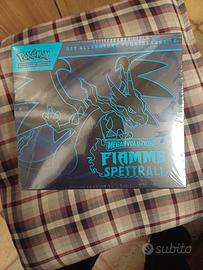 SET ALLENATORE FUORICLASSE
Pokémon
MEGAEVOLUZIONE
FIAMME
SPETTRALI
subito